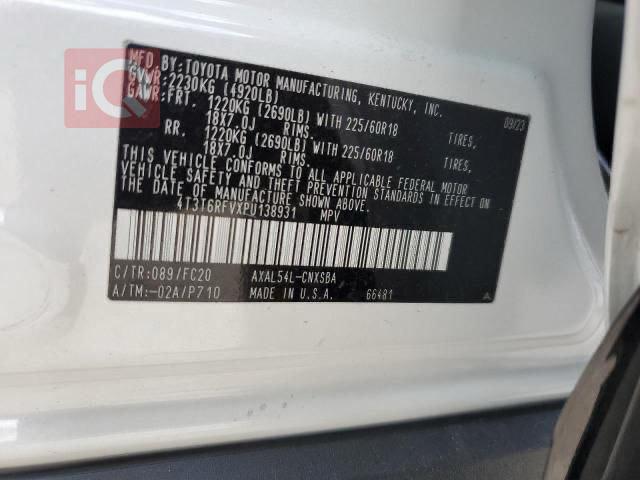 iQ
MFD. BY: TOYOTA MOTOR MANUFACTURING, KENTUCKY, INC.
GVWR: 2230KG (4920LB) 09/23
GAWR: FRT. 1220KG (2690LB) WITH 225/60R18 TIRES,
18X7.0J RIMS.
RR. 1220KG (2690LB) WITH 225/60R18 TIRES,
18X7.0J RIMS.
THIS VEHICLE CONFORMS TO ALL APPLICABLE FEDERAL MOTOR
VEHICLE SAFETY AND THEFT PREVENTION STANDARDS IN EFFECT ON
THE DATE OF MANUFACTURE SHOWN ABOVE.
4T3T6RFVXPU138931 MPV
C/TR: 089/FC20 AXAL54L-CNXSBA
A/TM: -02A/P710 MADE IN U.S.A. 66481